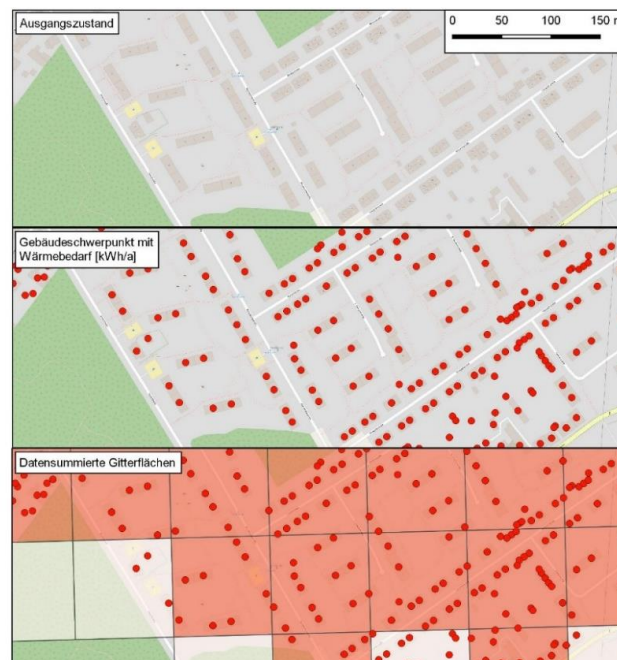 Ausgangszustand
0 50 100 150 m
Gebäudeschwerpunkt mit
Wärmebedarf [kWh/a]
Datensummierte Gitterflächen